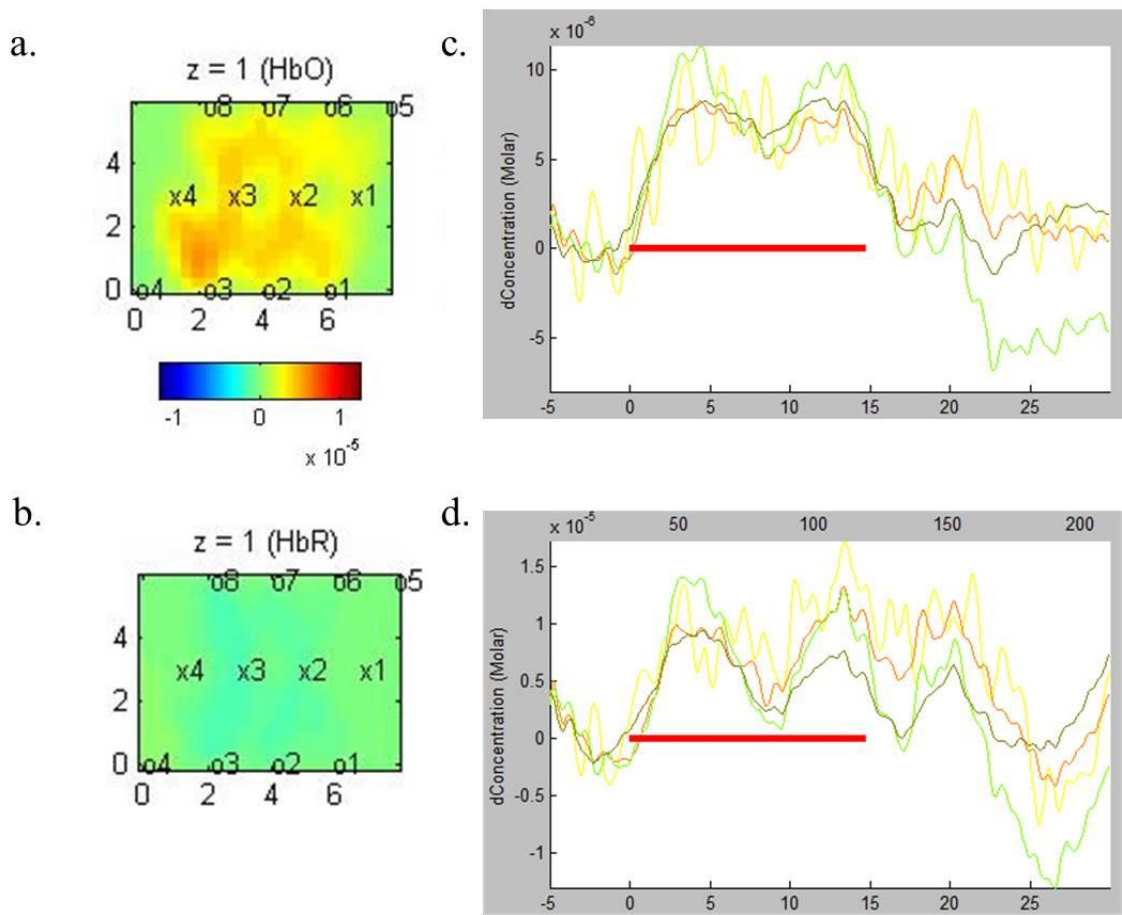 a.
z = 1 (HbO)
o8 o7 o6 o5
4
x4 x3 x2 x1
2
0 o4 o3 o2 o1
0 2 4 6
-1 0 1
x 10^-5
b.
z = 1 (HbR)
o8 o7 o6 o5
4
x4 x3 x2 x1
2
0 o4 o3 o2 o1
0 2 4 6
c.
x 10^-6
10
5
0
-5
dConcentration (Molar)
-5 0 5 10 15 20 25
d.
x 10^-5 50 100 150 200
1.5
1
0.5
0
-0.5
-1
dConcentration (Molar)
-5 0 5 10 15 20 25